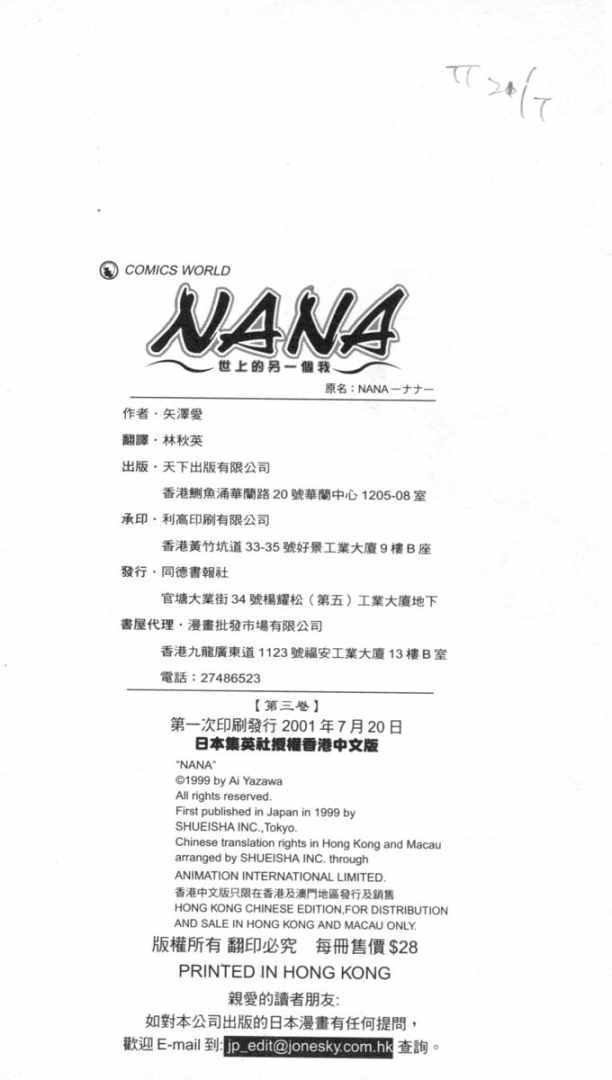 COMICS WORLD
NANA
世上的另一個我
原名：NANA－ナナ－
作者・矢澤愛
翻譯・林秋英
出版・天下出版有限公司
香港鰂魚涌華蘭路 20 號華蘭中心 1205-08 室
承印・利高印刷有限公司
香港黃竹坑道 33-35 號好景工業大廈 9 樓 B 座
發行・同德書報社
官塘大業街 34 號楊耀松（第五）工業大廈地下
書屋代理・漫畫批發市場有限公司
香港九龍廣東道 1123 號福安工業大廈 13 樓 B 室
電話：27486523
【第三卷】
第一次印刷發行 2001 年 7 月 20 日
日本集英社授權香港中文版
"NANA"
©1999 by Ai Yazawa
All rights reserved.
First published in Japan in 1999 by
SHUEISHA INC.,Tokyo.
Chinese translation rights in Hong Kong and Macau
arranged by SHUEISHA INC. through
ANIMATION INTERNATIONAL LIMITED.
香港中文版只限在香港及澳門地區發行及銷售
HONG KONG CHINESE EDITION,FOR DISTRIBUTION
AND SALE IN HONG KONG AND MACAU ONLY.
版權所有 翻印必究　每冊售價 $28
PRINTED IN HONG KONG
親愛的讀者朋友:
如對本公司出版的日本漫畫有任何提問，
歡迎 E-mail 到: jp_edit@jonesky.com.hk 查詢。